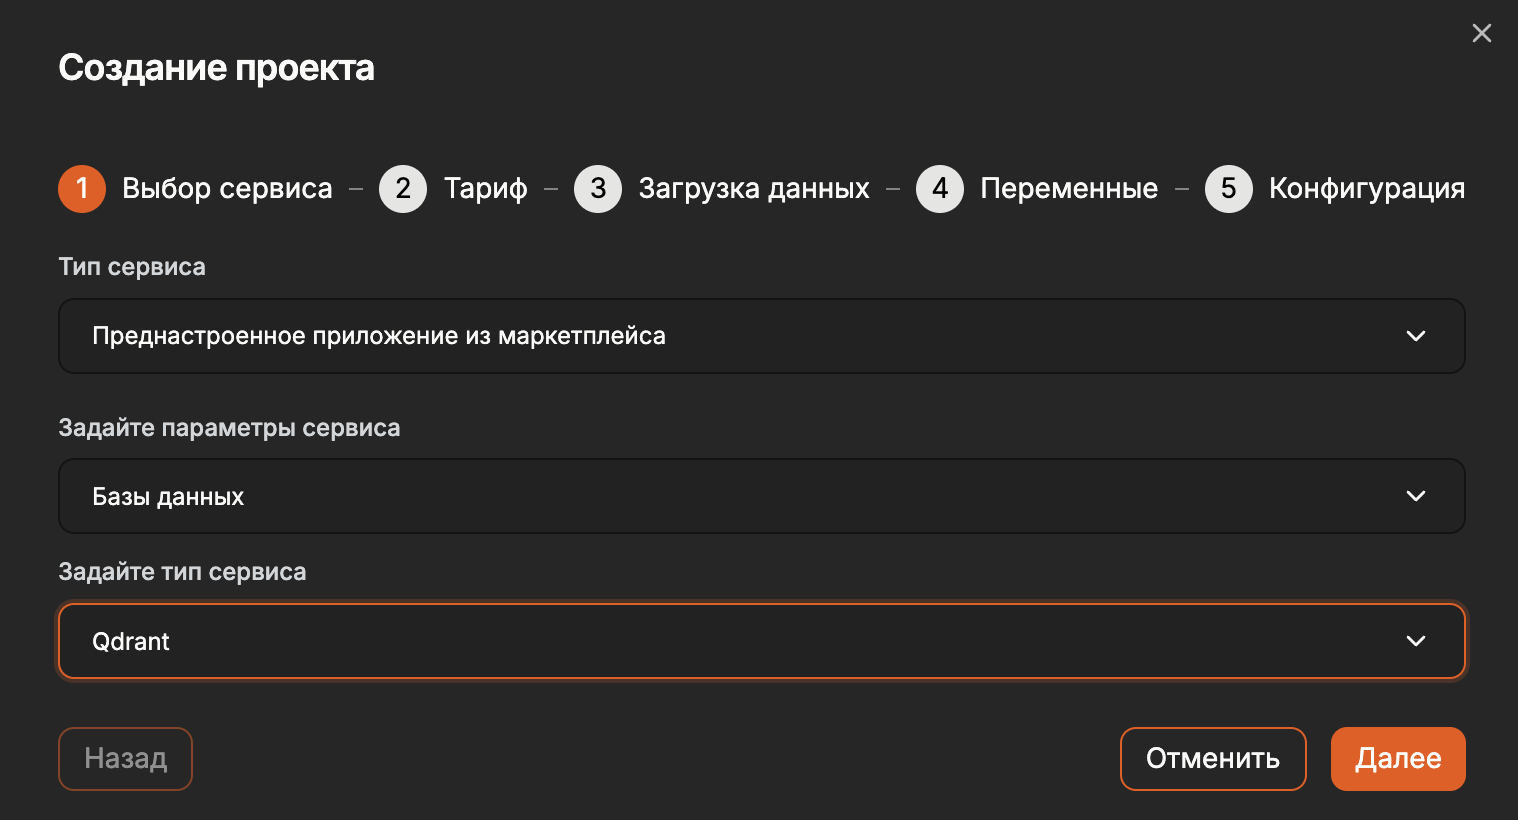 Создание проекта
1 Выбор сервиса – 2 Тариф – 3 Загрузка данных – 4 Переменные – 5 Конфигурация
Тип сервиса
Преднастроенное приложение из маркетплейса
Задайте параметры сервиса
Базы данных
Задайте тип сервиса
Qdrant
Назад Отменить Далее